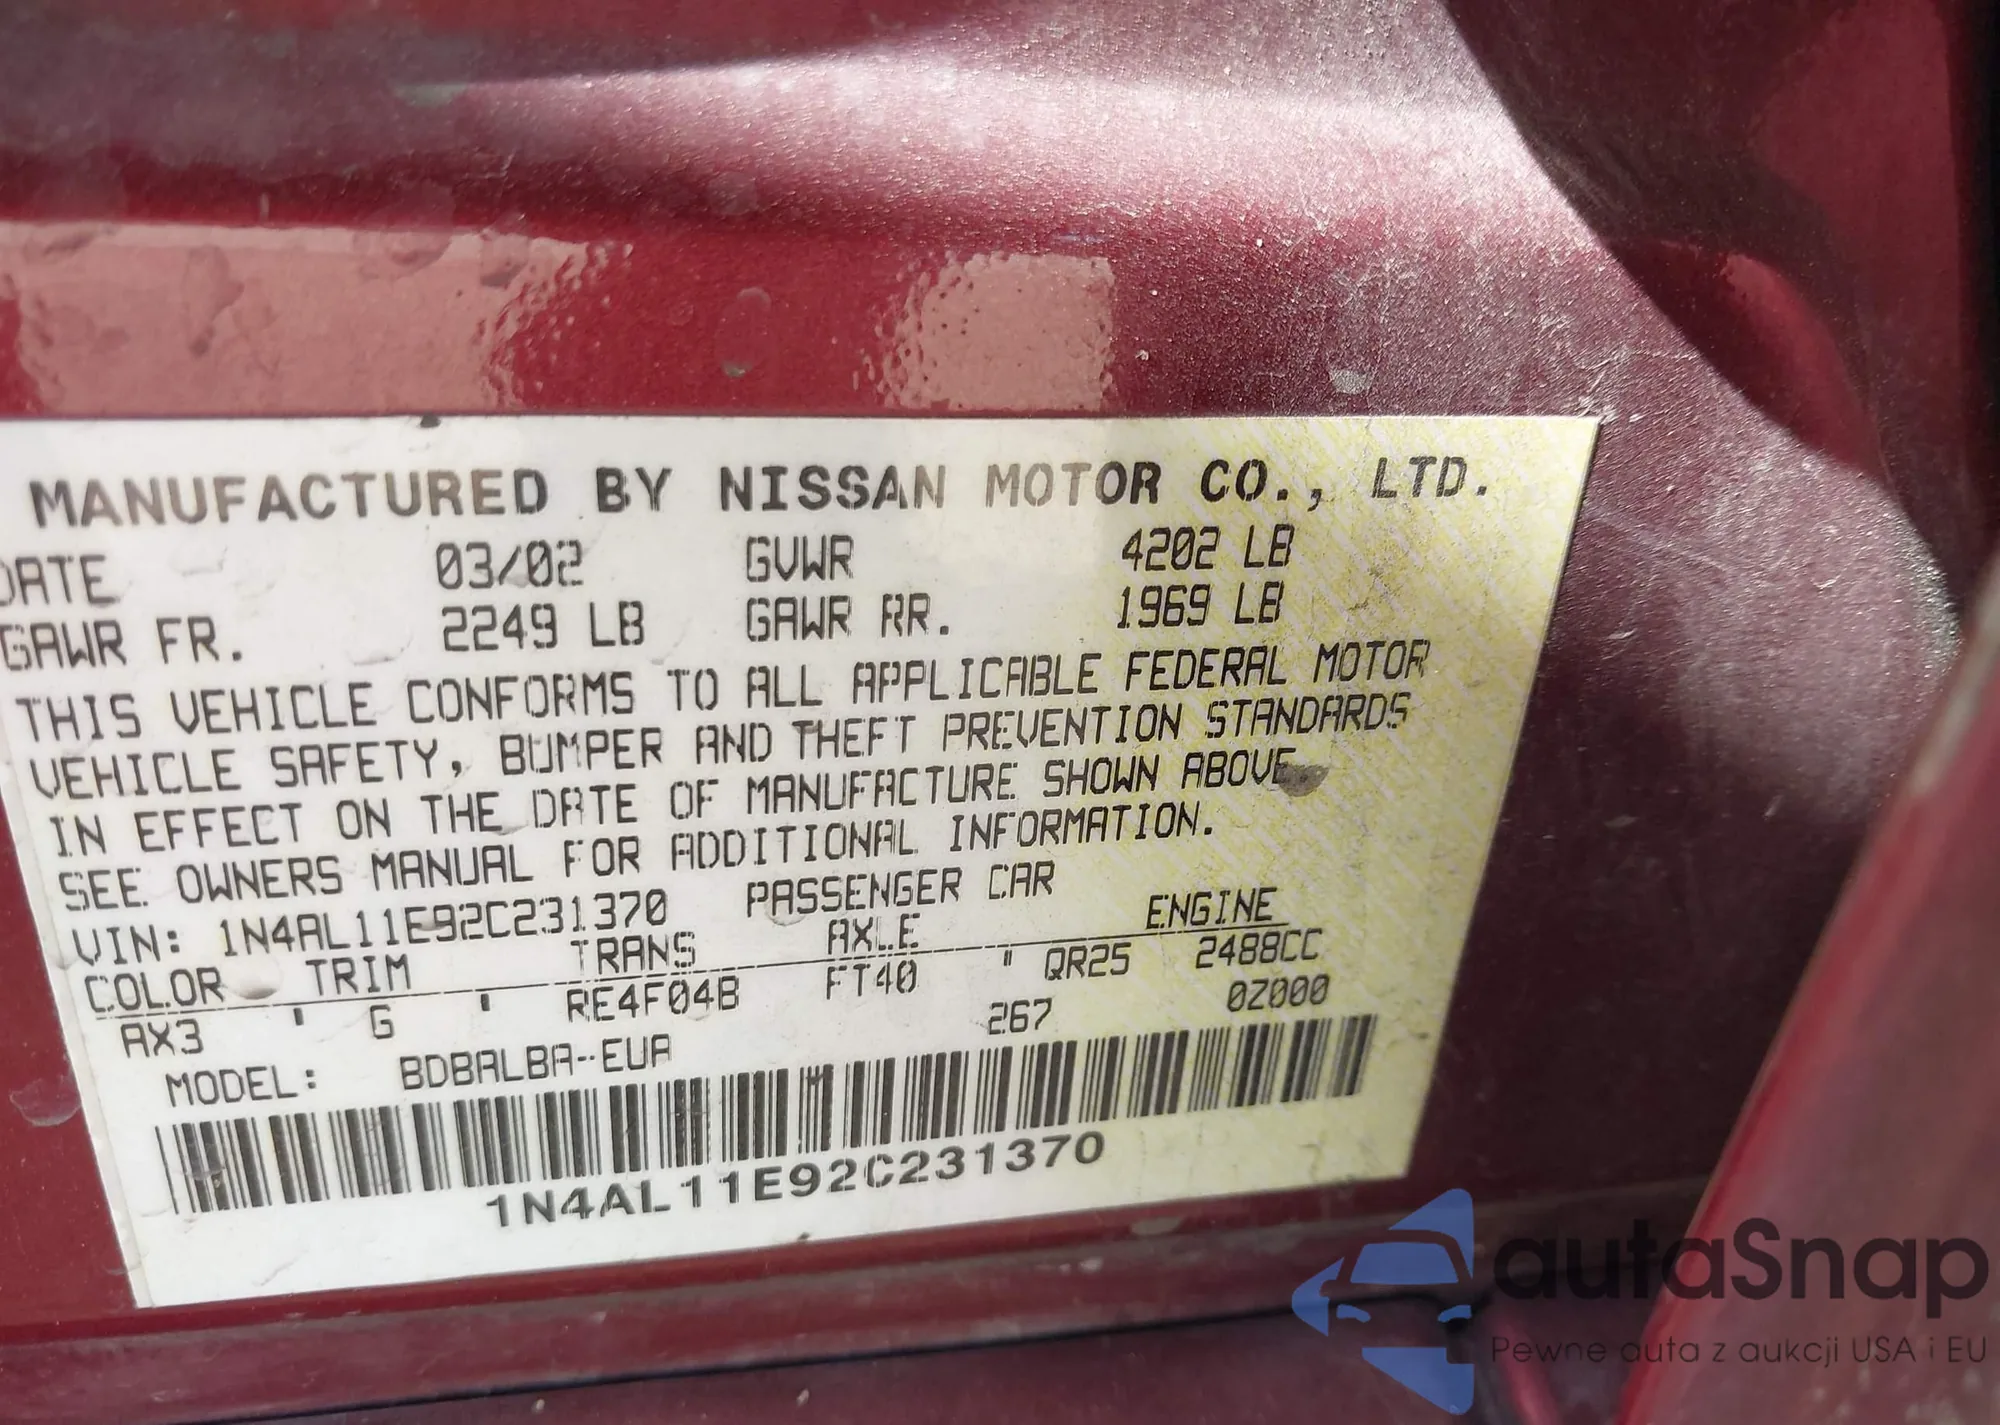 MANUFACTURED BY NISSAN MOTOR CO., LTD.
DATE 03/02 GVWR 4202 LB
GAWR FR. 2249 LB GAWR RR. 1969 LB
THIS VEHICLE CONFORMS TO ALL APPLICABLE FEDERAL MOTOR
VEHICLE SAFETY, BUMPER AND THEFT PREVENTION STANDARDS
IN EFFECT ON THE DATE OF MANUFACTURE SHOWN ABOVE.
SEE OWNERS MANUAL FOR ADDITIONAL INFORMATION.
VIN: 1N4AL11E92C231370 PASSENGER CAR
COLOR TRIM TRANS AXLE ENGINE
AX3 ' G ' RE4F04B FT40 " QR25 2488CC
MODEL: BDBALBA-EUA 267 0Z000
1N4AL11E92C231370
autaSnap
Pewne auta z aukcji USA i EU